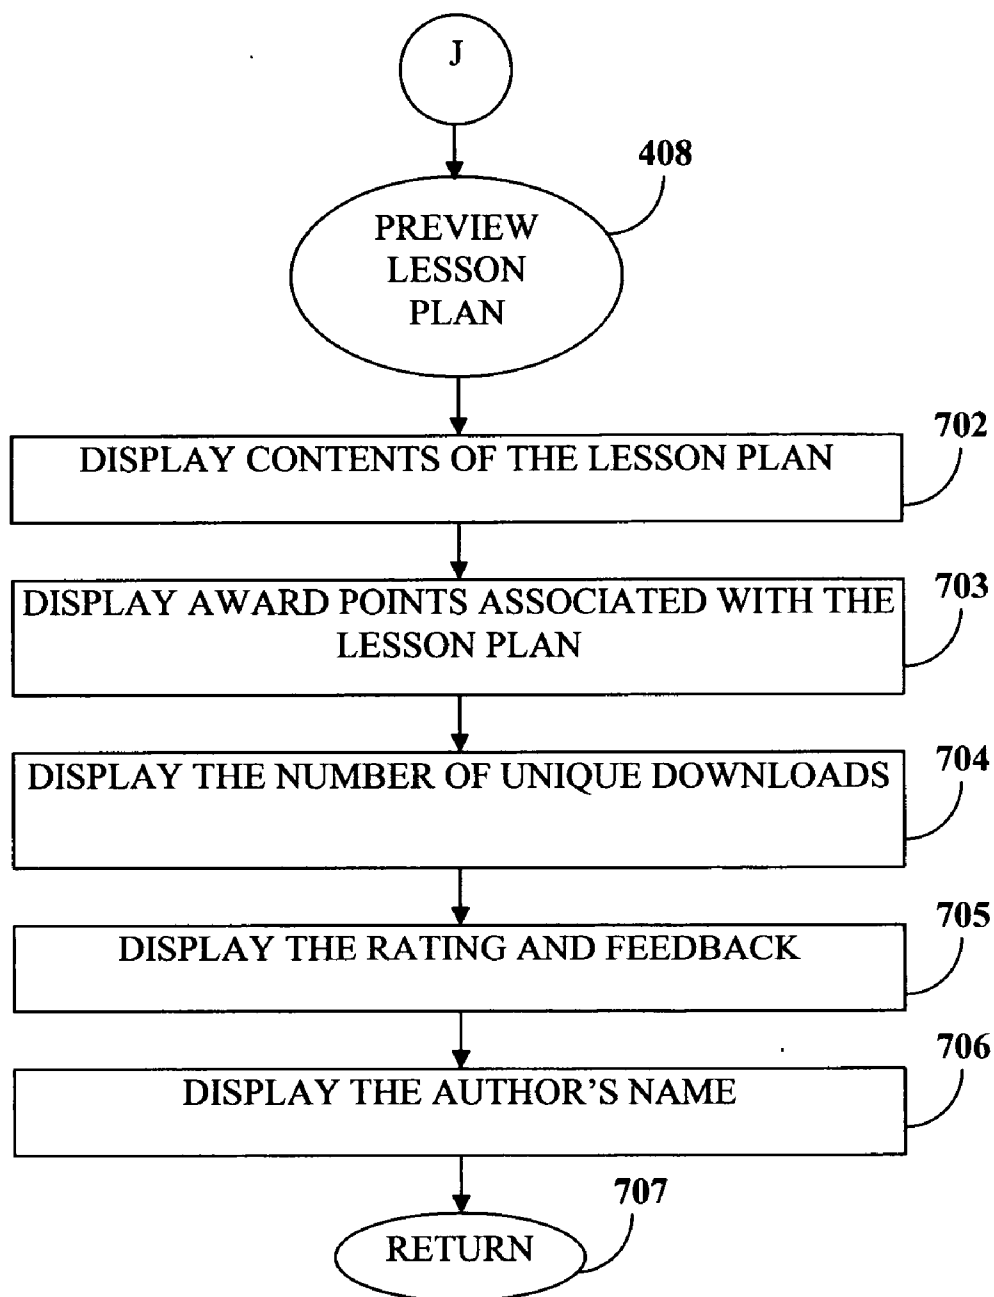 J
408
PREVIEW
LESSON
PLAN
702
DISPLAY CONTENTS OF THE LESSON PLAN
703
DISPLAY AWARD POINTS ASSOCIATED WITH THE
LESSON PLAN
704
DISPLAY THE NUMBER OF UNIQUE DOWNLOADS
705
DISPLAY THE RATING AND FEEDBACK
706
DISPLAY THE AUTHOR'S NAME
707
RETURN